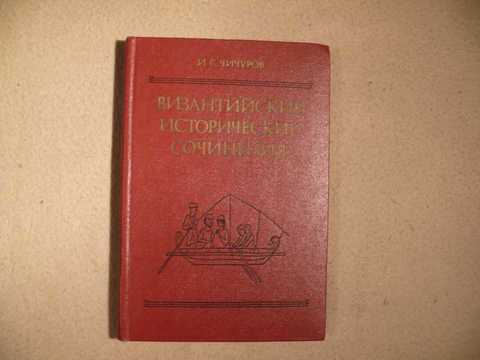 И. С. ЧИЧУРОВ
ВИЗАНТИЙСКИЕ
ИСТОРИЧЕСКИЕ
СОЧИНЕНИЯ